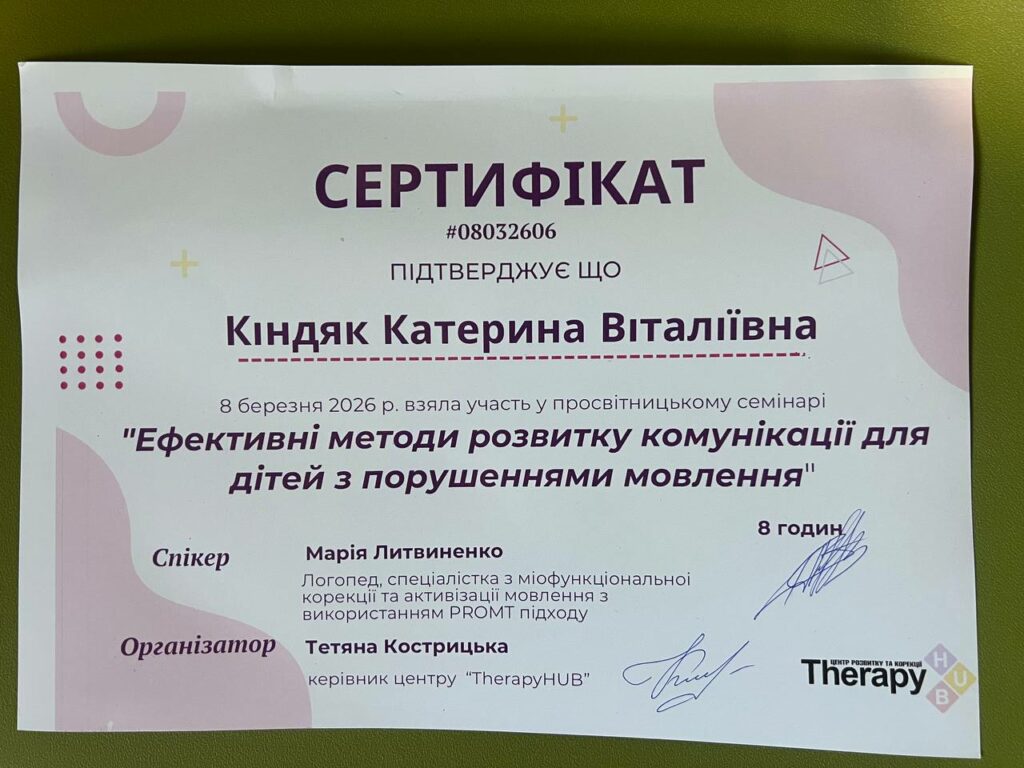 СЕРТИФІКАТ
#08032606
ПІДТВЕРДЖУЄ ЩО
Кіндяк Катерина Віталіївна
8 березня 2026 р. взяла участь у просвітницькому семінарі
"Ефективні методи розвитку комунікації для
дітей з порушеннями мовлення"
8 годин
Спікер
Марія Литвиненко
Логопед, спеціалістка з міофункціональної
корекції та активізації мовлення з
використанням PROMT підходу
Організатор
Тетяна Кострицька
керівник центру “TherapyHUB”
ЦЕНТР РОЗВИТКУ ТА КОРЕКЦІЇ
Therapy
HUB